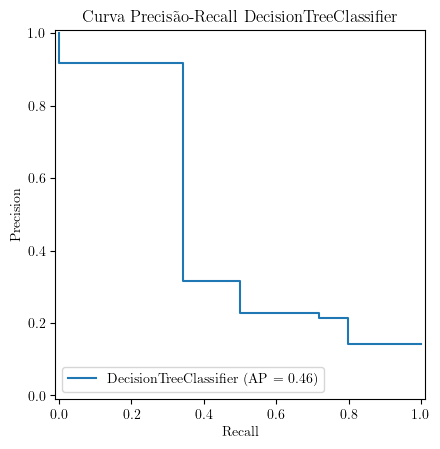 Curva Precisão-Recall DecisionTreeClassifier
1.0
0.8
0.6
0.4
0.2
0.0
Precision
DecisionTreeClassifier (AP = 0.46)
0.0 0.2 0.4 0.6 0.8 1.0
Recall